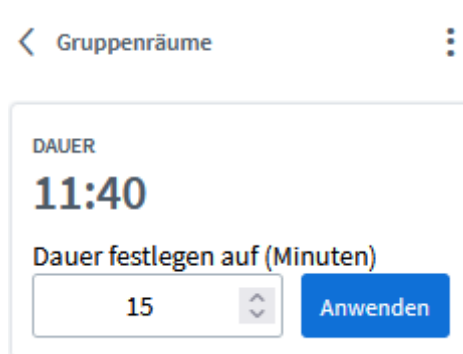 Gruppenräume
DAUER
11:40
Dauer festlegen auf (Minuten)
15
Anwenden